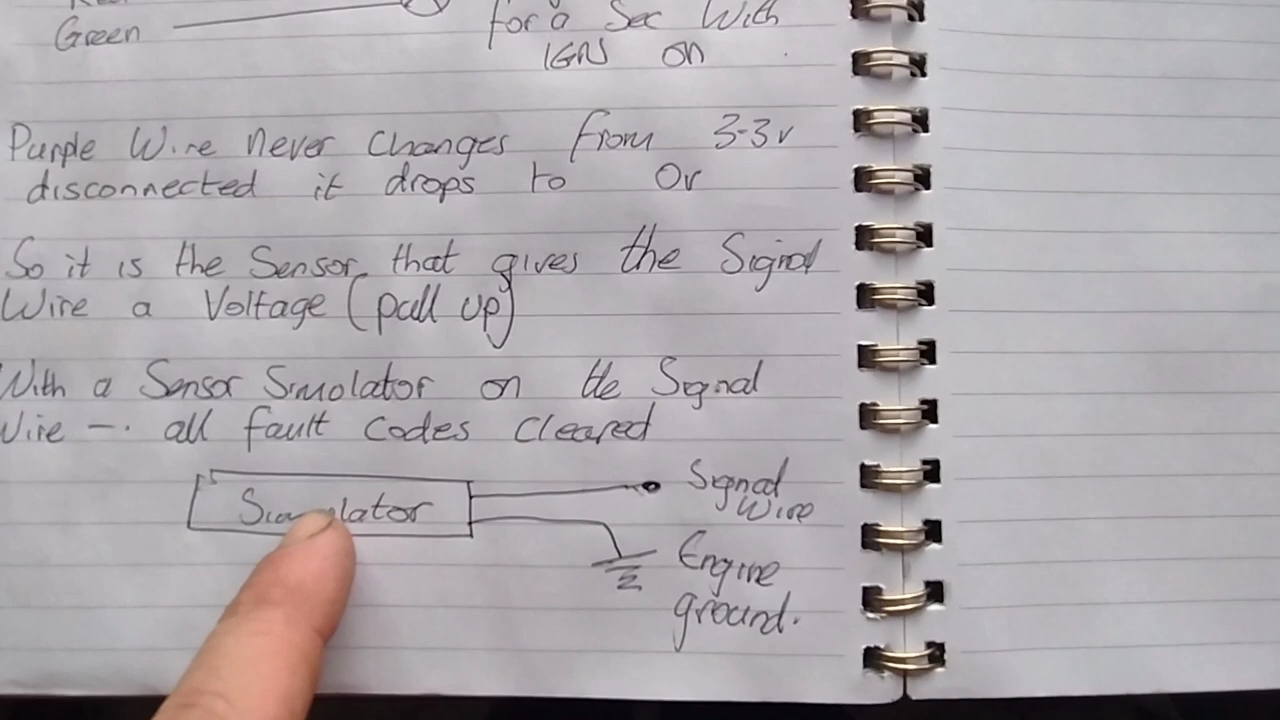 Green
for a Sec With
IGN on
Purple Wire never Changes from 3.3v
disconnected it drops to 0v
So it is the Sensor that gives the Signal
Wire a Voltage (pull up)
With a Sensor Simulator on the Signal
Wire -. all fault Codes Cleared
Simulator
Signal
Wire
Engine
ground.